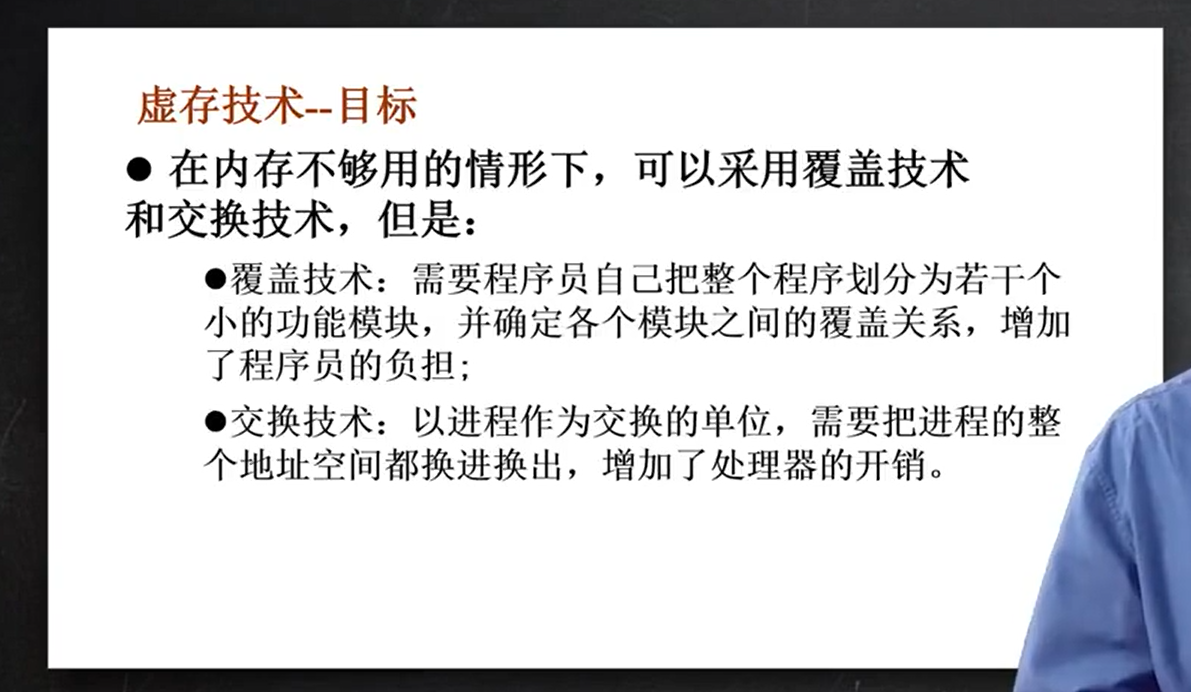 虚存技术--目标
● 在内存不够用的情形下，可以采用覆盖技术
和交换技术，但是：
●覆盖技术：需要程序员自己把整个程序划分为若干个
小的功能模块，并确定各个模块之间的覆盖关系，增加
了程序员的负担;
●交换技术：以进程作为交换的单位，需要把进程的整
个地址空间都换进换出，增加了处理器的开销。